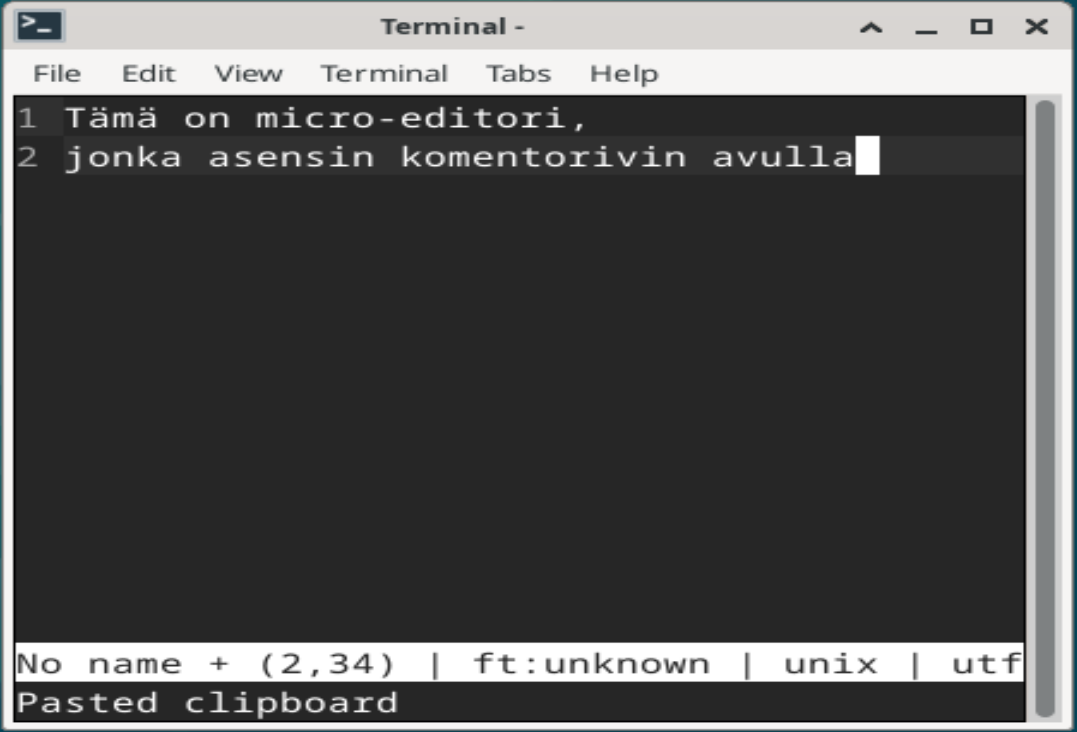 Terminal -
File Edit View Terminal Tabs Help
1 Tämä on micro-editori,
2 jonka asensin komentorivin avulla
No name + (2,34) | ft:unknown | unix | utf
Pasted clipboard